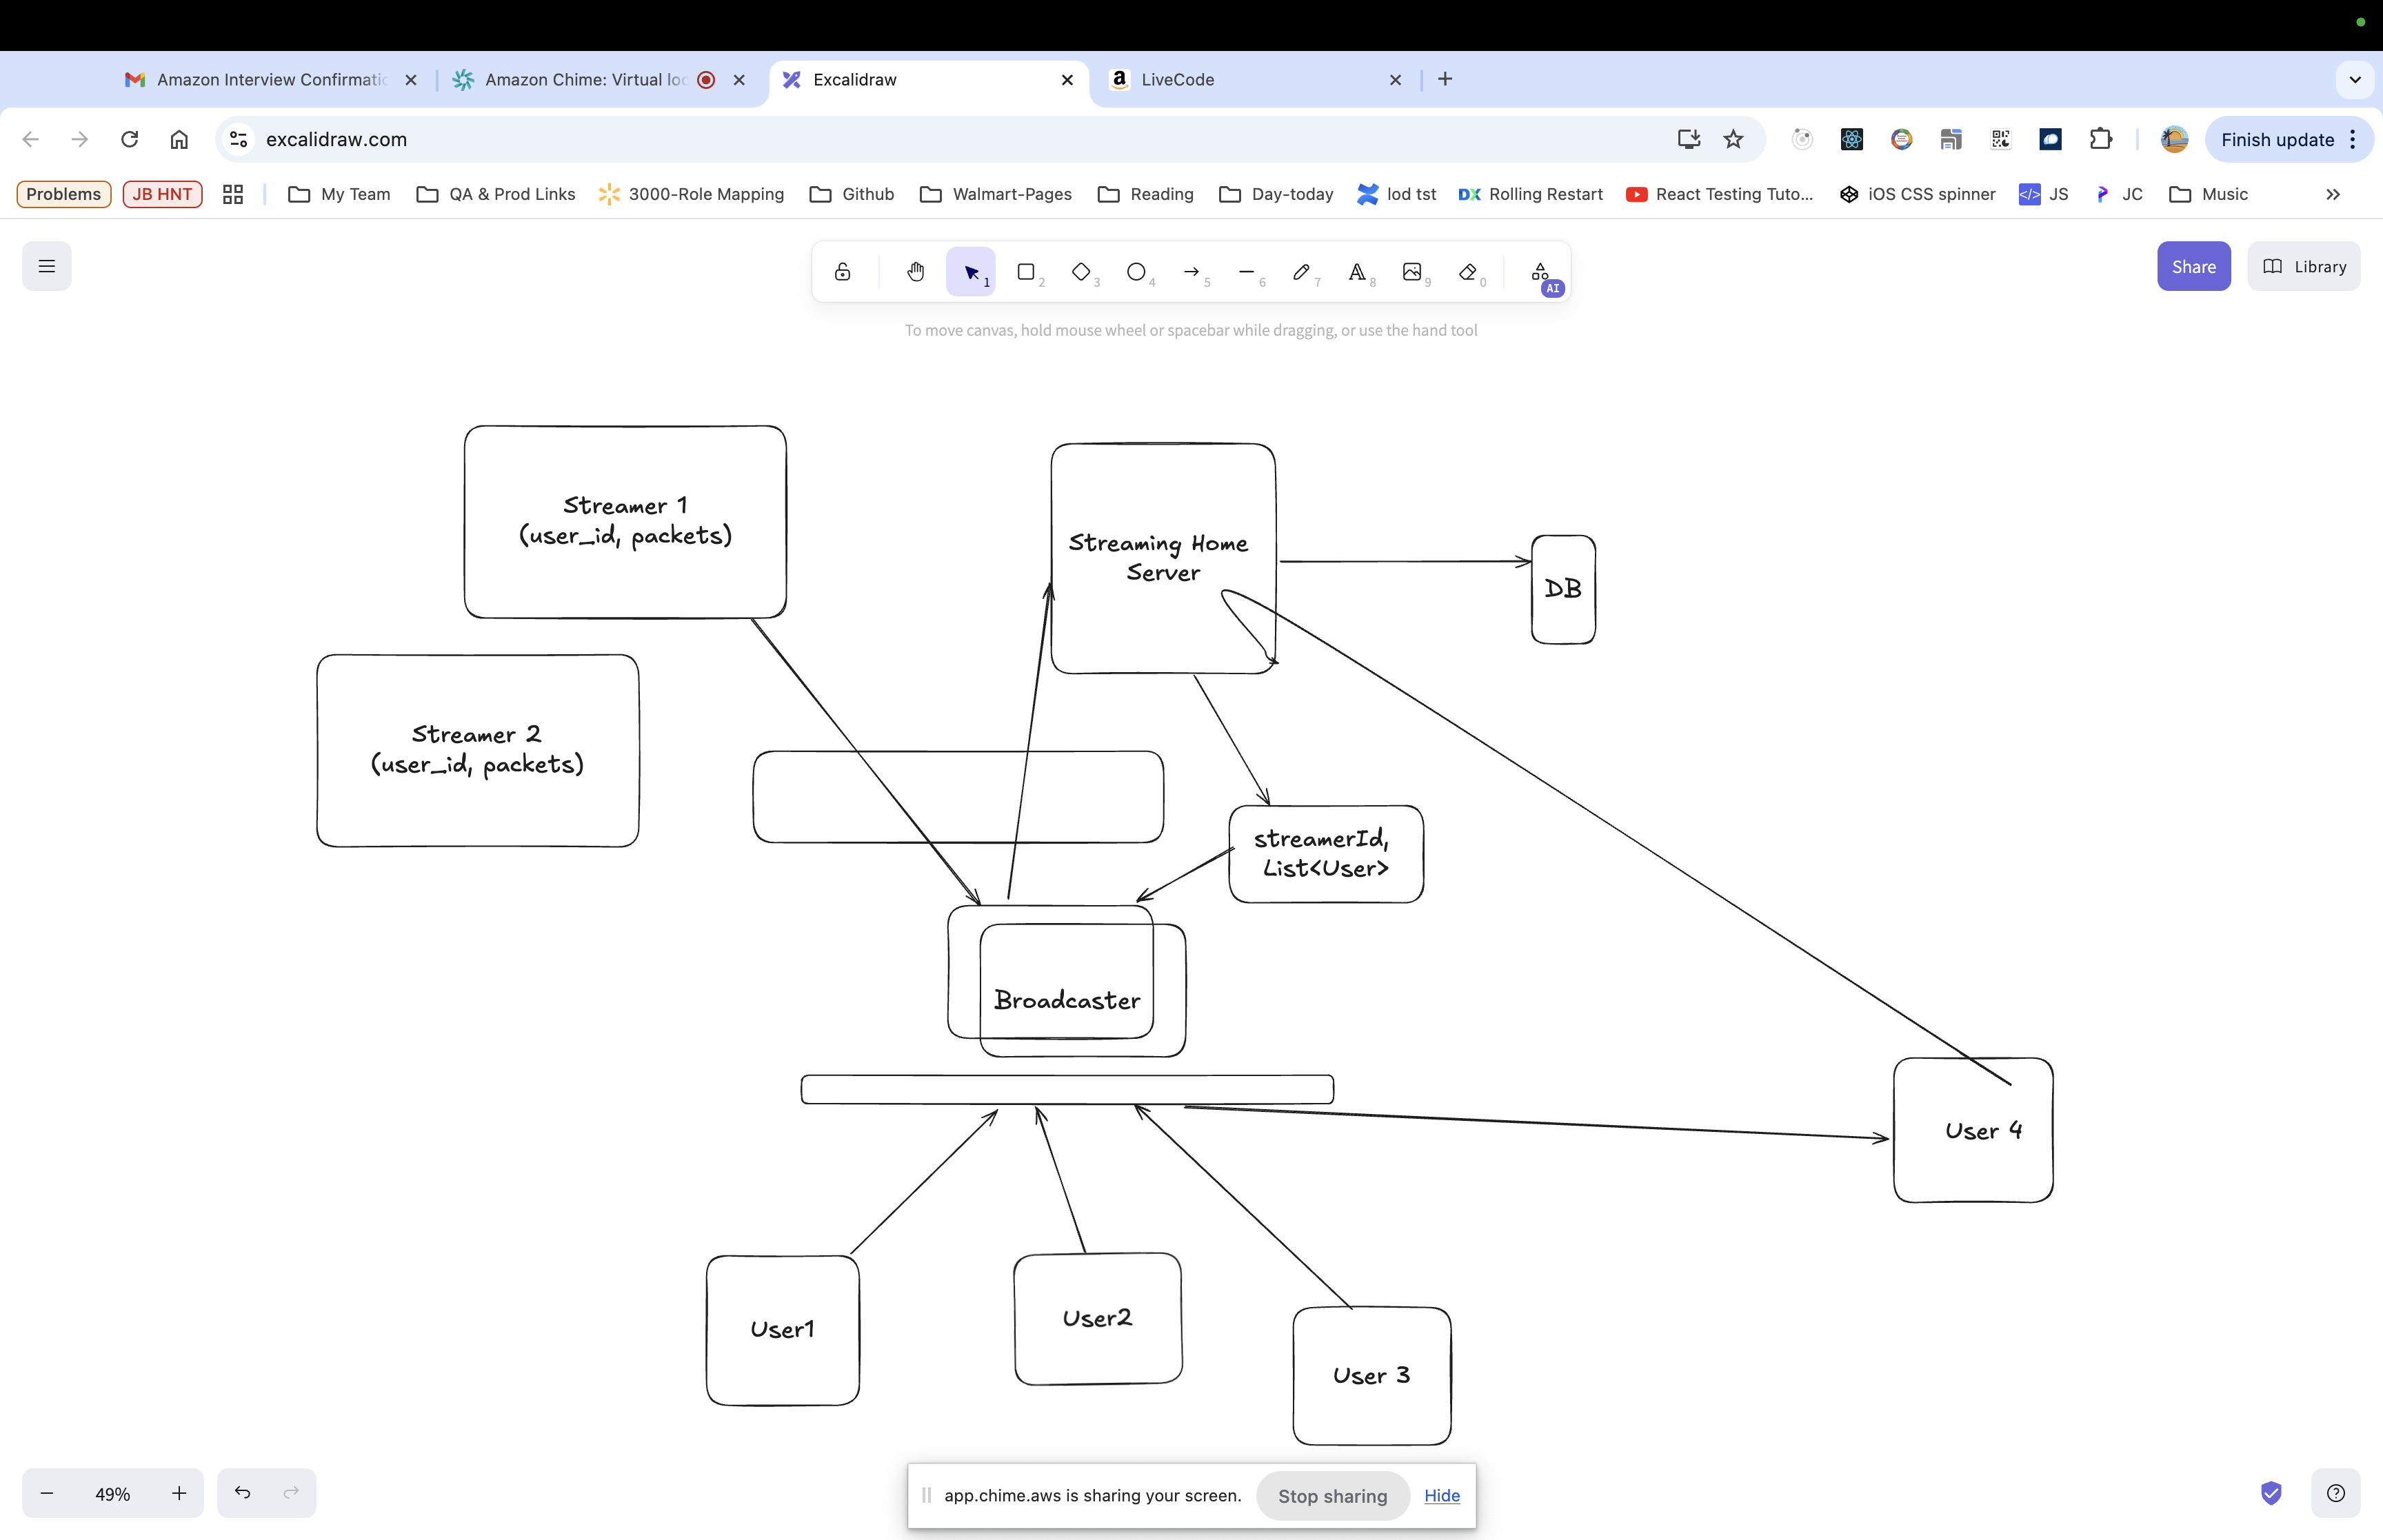 Amazon Interview Confirmatic
Amazon Chime: Virtual loc
Excalidraw
LiveCode
excalidraw.com
Finish update
Problems
JB HNT
My Team
QA & Prod Links
3000-Role Mapping
Github
Walmart-Pages
Reading
Day-today
lod tst
DX Rolling Restart
React Testing Tuto...
iOS CSS spinner
</> JS
JC
Music
1
2
3
4
5
6
7
8
9
0
AI
Share
Library
To move canvas, hold mouse wheel or spacebar while dragging, or use the hand tool
Streamer 1
(user_id, packets)
Streaming Home
Server
DB
Streamer 2
(user_id, packets)
streamerId,
List<User>
Broadcaster
User 4
User1
User2
User 3
49%
app.chime.aws is sharing your screen.
Stop sharing
Hide